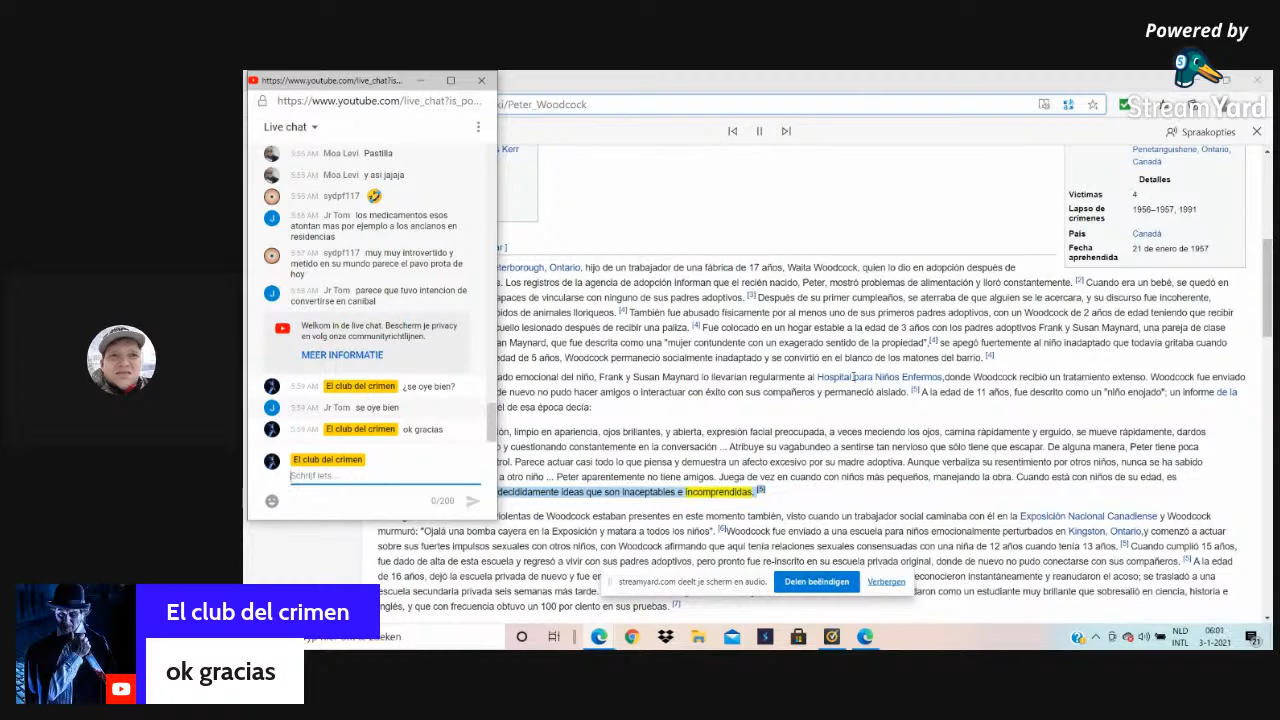 Powered by
StreamYard
https://www.youtube.com/live_chat?is...
https://www.youtube.com/live_chat?is_po...
ki/Peter_Woodcock
Live chat
Spraakopties
5:55 AM Moa Levi Pastilla
5:55 AM Moa Levi y asi jajaja
5:55 AM sydpf117 🤣
5:56 AM Jr Tom los medicamentos esos
atontan mas por ejemplo a los ancianos en
residencias
5:57 AM sydpf117 muy muy introvertido y
metido en su mundo parece el pavo prota de
hoy
5:58 AM Jr Tom parece que tuvo intencion de
convertirse en canibal
Welkom in de live chat. Bescherm je privacy
en volg onze communityrichtlijnen.
MEER INFORMATIE
5:59 AM El club del crimen ¿se oye bien?
5:59 AM Jr Tom se oye bien
5:59 AM El club del crimen ok gracias
El club del crimen
Schrijf iets...
0/200
s Kerr
Penetanguishene, Ontario,
Canadá
Detalles
Víctimas 4
Lapso de
crímenes 1956–1957, 1991
País Canadá
Fecha
aprehendida 21 de enero de 1957
ar ]
eterborough, Ontario, hijo de un trabajador de una fábrica de 17 años, Waita Woodcock, quien lo dio en adopción después de
s. Los registros de la agencia de adopción informan que el recién nacido, Peter, mostró problemas de alimentación y lloró constantemente. [2] Cuando era un bebé, se quedó en
apaces de vincularse con ninguno de sus padres adoptivos. [3] Después de su primer cumpleaños, se aterraba de que alguien se le acercara, y su discurso fue incoherente,
oidos de animales lloriqueos. [4] También fue abusado físicamente por al menos uno de sus primeros padres adoptivos, con un Woodcock de 2 años de edad teniendo que recibir
uello lesionado después de recibir una paliza. [4] Fue colocado en un hogar estable a la edad de 3 años con los padres adoptivos Frank y Susan Maynard, una pareja de clase
an Maynard, que fue descrita como una "mujer contundente con un exagerado sentido de la propiedad",[4] se apegó fuertemente al niño inadaptado que todavía gritaba cuando
edad de 5 años, Woodcock permaneció socialmente inadaptado y se convirtió en el blanco de los matones del barrio. [4]
ado emocional del niño, Frank y Susan Maynard lo llevarían regularmente al Hospital para Niños Enfermos,donde Woodcock recibió un tratamiento extenso. Woodcock fue enviado
de nuevo no pudo hacer amigos o interactuar con éxito con sus compañeros y permaneció aislado. [5] A la edad de 11 años, fue descrito como un "niño enojado"; un informe de la
él de esa época decía:
ón, limpio en apariencia, ojos brillantes, y abierta, expresión facial preocupada, a veces meciendo los ojos, camina rápidamente y erguido, se mueve rápidamente, dardos
y cuestionando constantemente en la conversación ... Atribuye su vagabundeo a sentirse tan nervioso que sólo tiene que escapar. De alguna manera, Peter tiene poca
trol. Parece actuar casi todo lo que piensa y demuestra un afecto excesivo por su madre adoptiva. Aunque verbaliza su resentimiento por otros niños, nunca se ha sabido
a otro niño ... Peter aparentemente no tiene amigos. Juega de vez en cuando con niños más pequeños, manejando la obra. Cuando está con niños de su edad, es
decididamente ideas que son inaceptables e incomprendidas. [5]
violentas de Woodcock estaban presentes en este momento también, visto cuando un trabajador social caminaba con él en la Exposición Nacional Canadiense y Woodcock
murmuró: "Ojalá una bomba cayera en la Exposición y matara a todos los niños". [6]Woodcock fue enviado a una escuela para niños emocionalmente perturbados en Kingston, Ontario,y comenzó a actuar
sobre sus fuertes impulsos sexuales con otros niños, con Woodcock afirmando que aquí tenía relaciones sexuales consensuadas con una niña de 12 años cuando tenía 13 años. [5] Cuando cumplió 15 años,
fue dado de alta de esta escuela y regresó a vivir con sus padres adoptivos, pero pronto fue re-inscrito en su escuela privada original, donde de nuevo no pudo conectarse con sus compañeros. [5] A la edad
de 16 años, dejó la escuela privada de nuevo y fue en
reconocieron instantáneamente y reanudaron el acoso; se trasladó a una
escuela secundaria privada seis semanas más tarde.
daron como un estudiante muy brillante que sobresalió en ciencia, historia e
inglés, y que con frecuencia obtuvo un 100 por ciento en sus pruebas. [7]
streamyard.com deelt je scherm en audio.
Delen beëindigen
Verbergen
El club del crimen
ok gracias
yp hier om te zoeken
NLD
INTL
06:01
3-1-2021
21